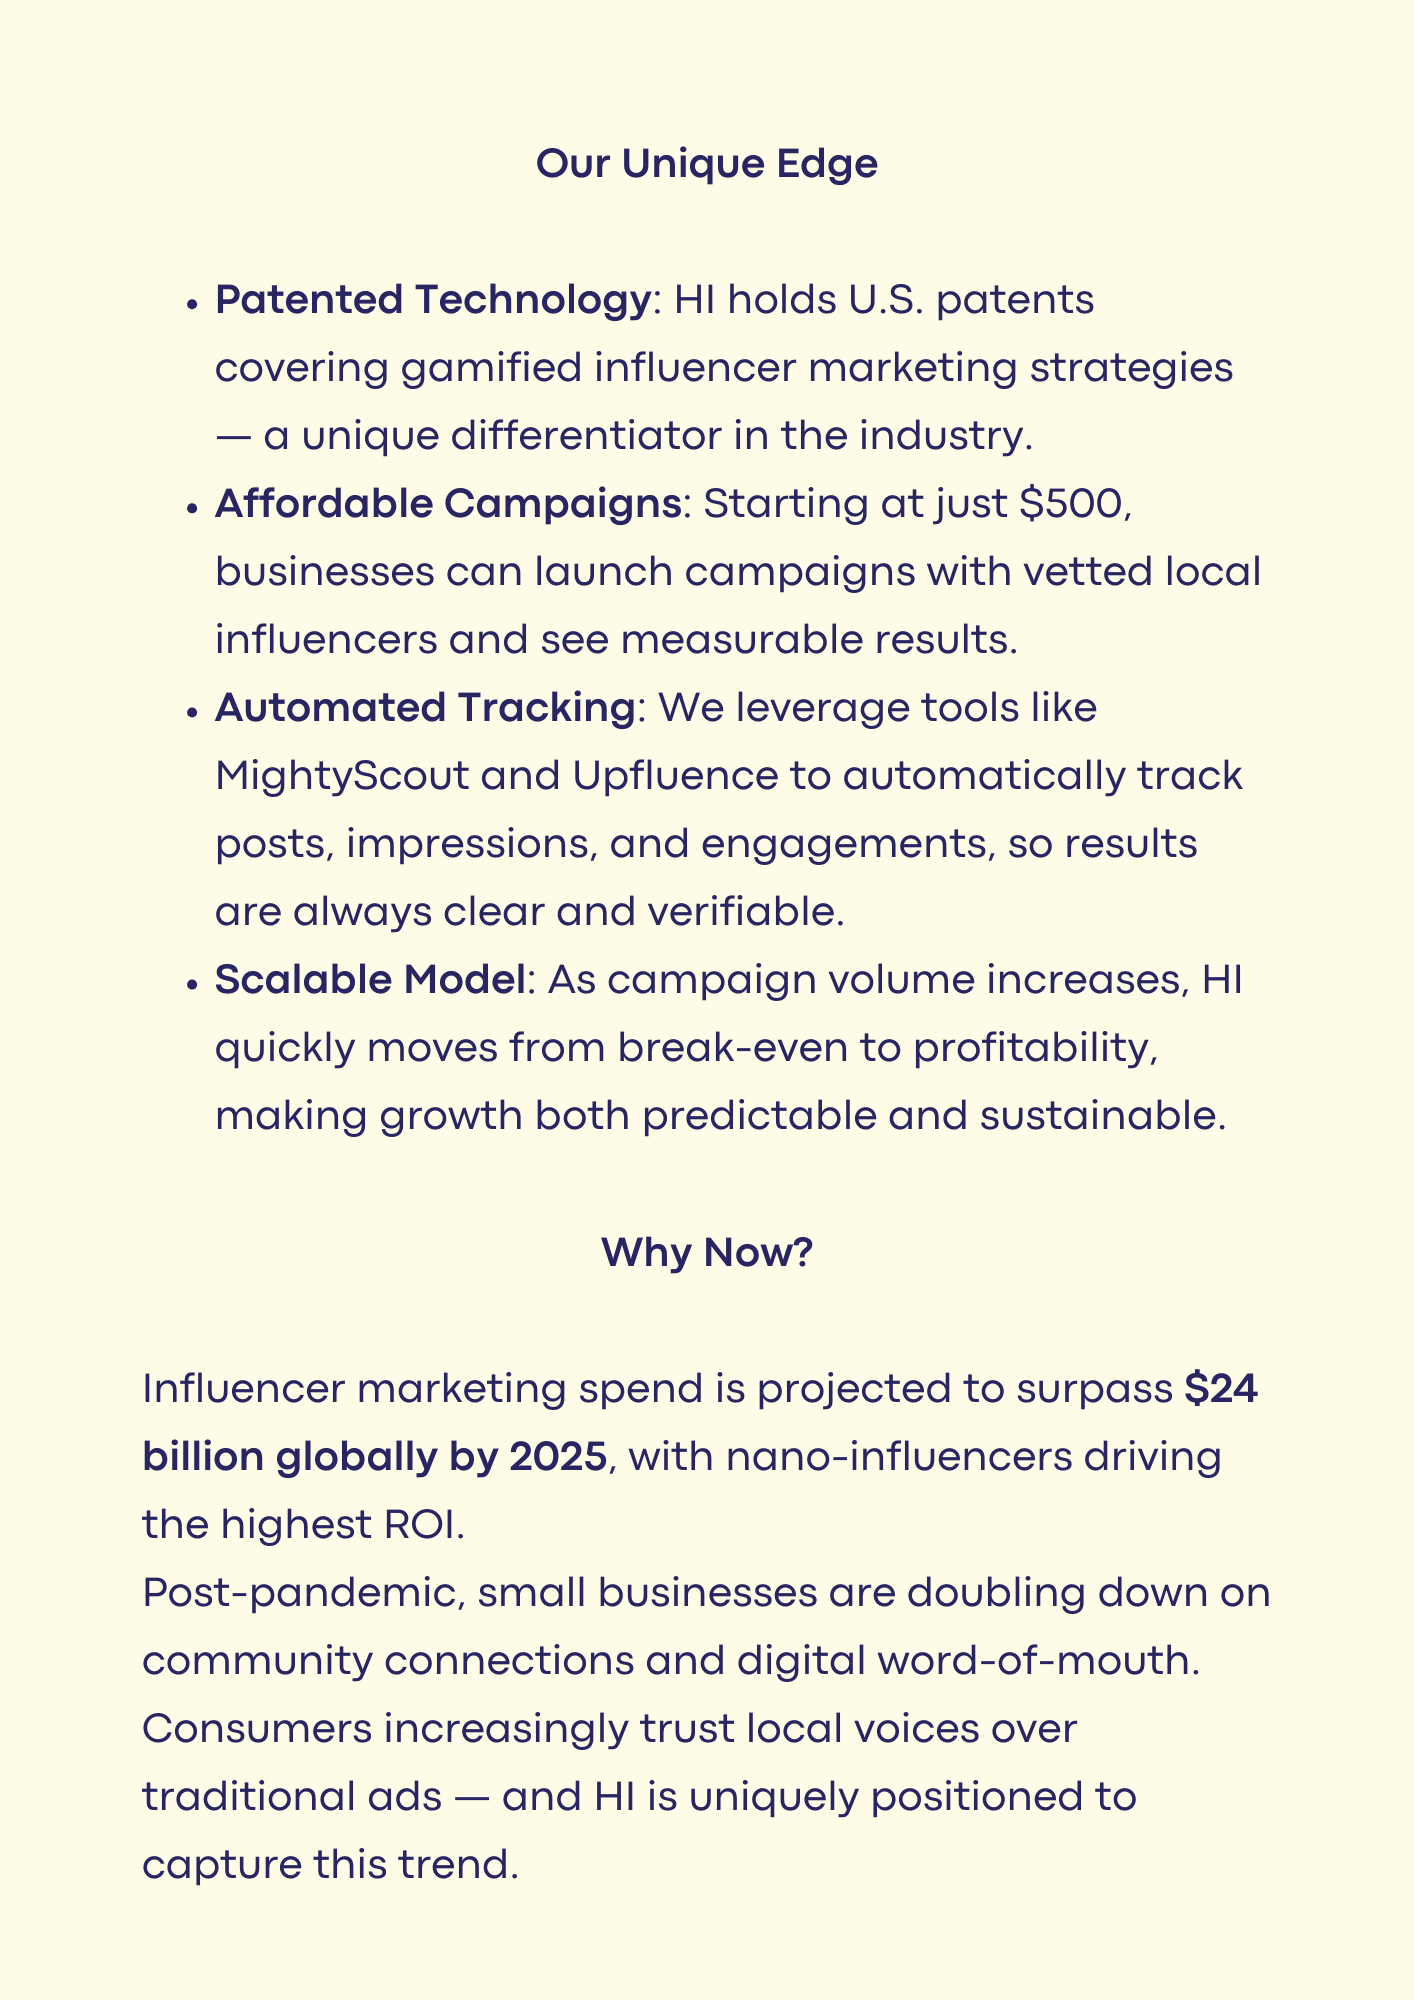 Our Unique Edge
• Patented Technology: HI holds U.S. patents
covering gamified influencer marketing strategies
— a unique differentiator in the industry.
• Affordable Campaigns: Starting at just $500,
businesses can launch campaigns with vetted local
influencers and see measurable results.
• Automated Tracking: We leverage tools like
MightyScout and Upfluence to automatically track
posts, impressions, and engagements, so results
are always clear and verifiable.
• Scalable Model: As campaign volume increases, HI
quickly moves from break-even to profitability,
making growth both predictable and sustainable.
Why Now?
Influencer marketing spend is projected to surpass $24
billion globally by 2025, with nano-influencers driving
the highest ROI.
Post-pandemic, small businesses are doubling down on
community connections and digital word-of-mouth.
Consumers increasingly trust local voices over
traditional ads — and HI is uniquely positioned to
capture this trend.